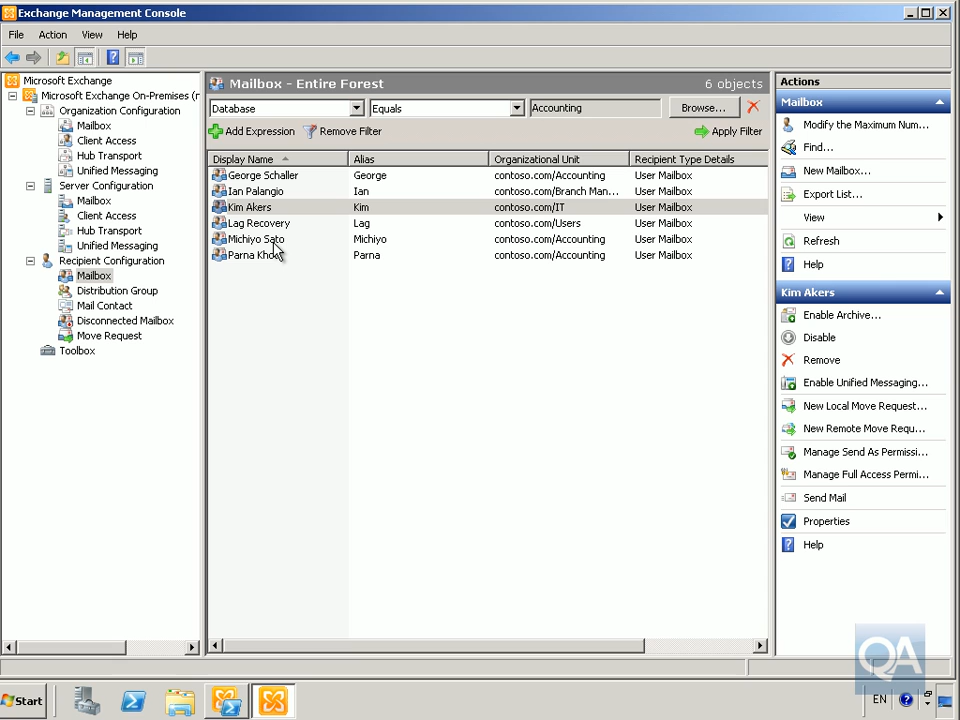 Exchange Management Console
File Action View Help
Microsoft Exchange
Microsoft Exchange On-Premises (r
Organization Configuration
Mailbox
Client Access
Hub Transport
Unified Messaging
Server Configuration
Mailbox
Client Access
Hub Transport
Unified Messaging
Recipient Configuration
Mailbox
Distribution Group
Mail Contact
Disconnected Mailbox
Move Request
Toolbox
Mailbox - Entire Forest 6 objects
Database Equals Accounting Browse...
Add Expression Remove Filter Apply Filter
Display Name Alias Organizational Unit Recipient Type Details
George Schaller George contoso.com/Accounting User Mailbox
Ian Palangio Ian contoso.com/Branch Man... User Mailbox
Kim Akers Kim contoso.com/IT User Mailbox
Lag Recovery Lag contoso.com/Users User Mailbox
Michiyo Sato Michiyo contoso.com/Accounting User Mailbox
Parna Parna contoso.com/Accounting User Mailbox
Actions
Mailbox
Modify the Maximum Num...
Find...
New Mailbox...
Export List...
View
Refresh
Help
Kim Akers
Enable Archive...
Disable
Remove
Enable Unified Messaging...
New Local Move Request...
New Remote Move Requ...
Manage Send As Permissi...
Manage Full Access Permi...
Send Mail
Properties
Help
QA
Start EN